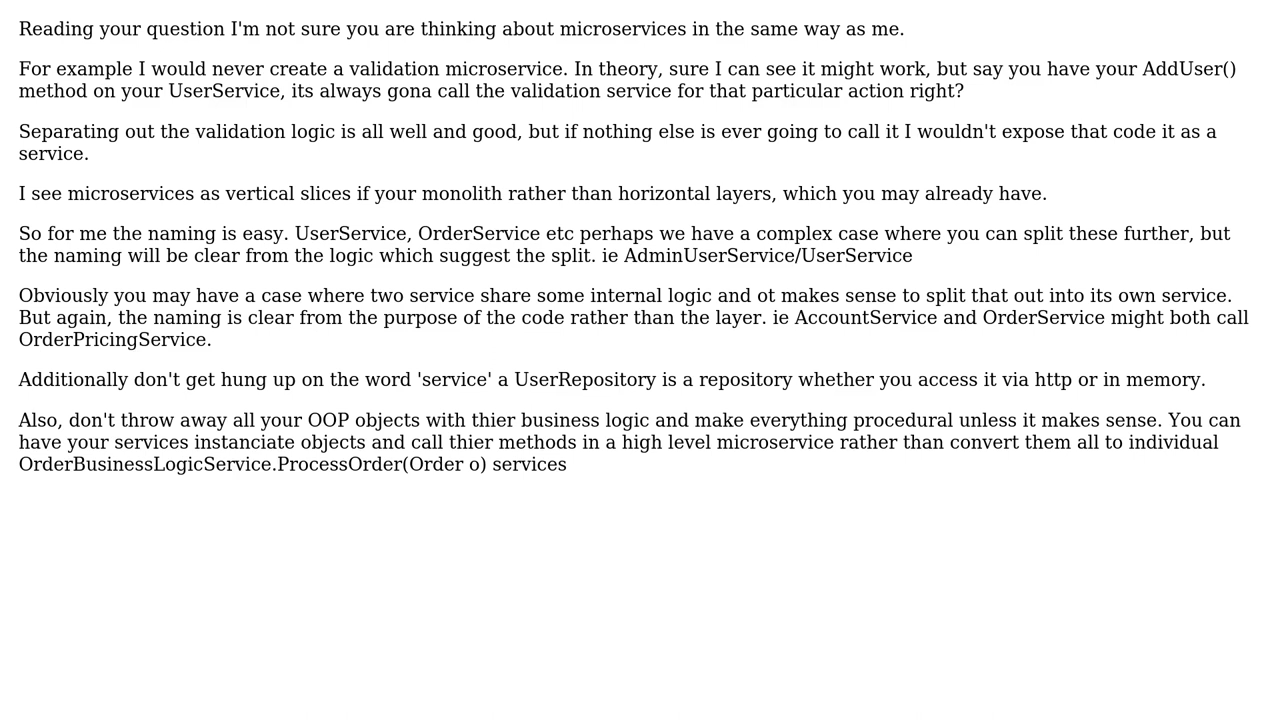 Reading your question I'm not sure you are thinking about microservices in the same way as me.
For example I would never create a validation microservice. In theory, sure I can see it might work, but say you have your AddUser()
method on your UserService, its always gona call the validation service for that particular action right?
Separating out the validation logic is all well and good, but if nothing else is ever going to call it I wouldn't expose that code it as a
service.
I see microservices as vertical slices if your monolith rather than horizontal layers, which you may already have.
So for me the naming is easy. UserService, OrderService etc perhaps we have a complex case where you can split these further, but
the naming will be clear from the logic which suggest the split. ie AdminUserService/UserService
Obviously you may have a case where two service share some internal logic and ot makes sense to split that out into its own service.
But again, the naming is clear from the purpose of the code rather than the layer. ie AccountService and OrderService might both call
OrderPricingService.
Additionally don't get hung up on the word 'service' a UserRepository is a repository whether you access it via http or in memory.
Also, don't throw away all your OOP objects with thier business logic and make everything procedural unless it makes sense. You can
have your services instanciate objects and call thier methods in a high level microservice rather than convert them all to individual
OrderBusinessLogicService.ProcessOrder(Order o) services